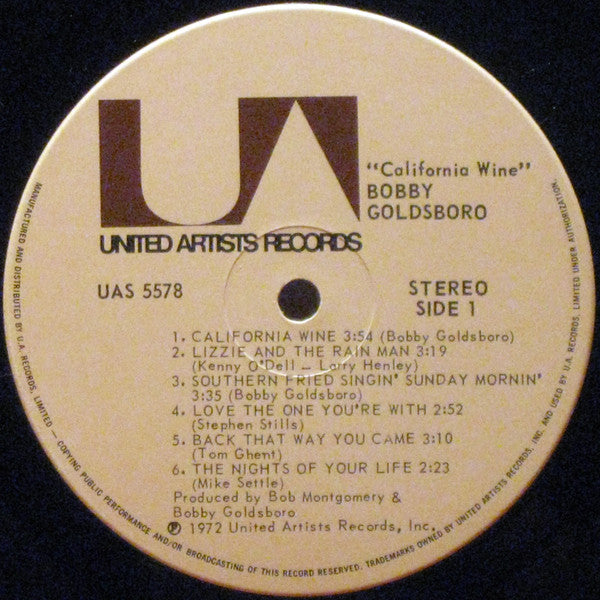 UA
UNITED ARTISTS RECORDS
"California Wine"
BOBBY
GOLDSBORO
UAS 5578
STEREO
SIDE 1
1. CALIFORNIA WINE 3:54 (Bobby Goldsboro)
2. LIZZIE AND THE RAIN MAN 3:19
(Kenny O'Dell - Larry Henley)
3. SOUTHERN FRIED SINGIN' SUNDAY MORNIN'
3:35 (Bobby Goldsboro)
4. LOVE THE ONE YOU'RE WITH 2:52
(Stephen Stills)
5. BACK THAT WAY YOU CAME 3:10
(Tom Ghent)
6. THE NIGHTS OF YOUR LIFE 2:23
(Mike Settle)
Produced by Bob Montgomery &
Bobby Goldsboro
℗ 1972 United Artists Records, Inc.
MANUFACTURED AND DISTRIBUTED BY U.A. RECORDS, LIMITED — COPYING PUBLIC PERFORMANCE AND/OR BROADCASTING OF THIS RECORD RESERVED. TRADEMARKS OWNED BY UNITED ARTISTS RECORDS, INC. AND USED BY U.A. RECORDS, LIMITED UNDER AUTHORIZATION.